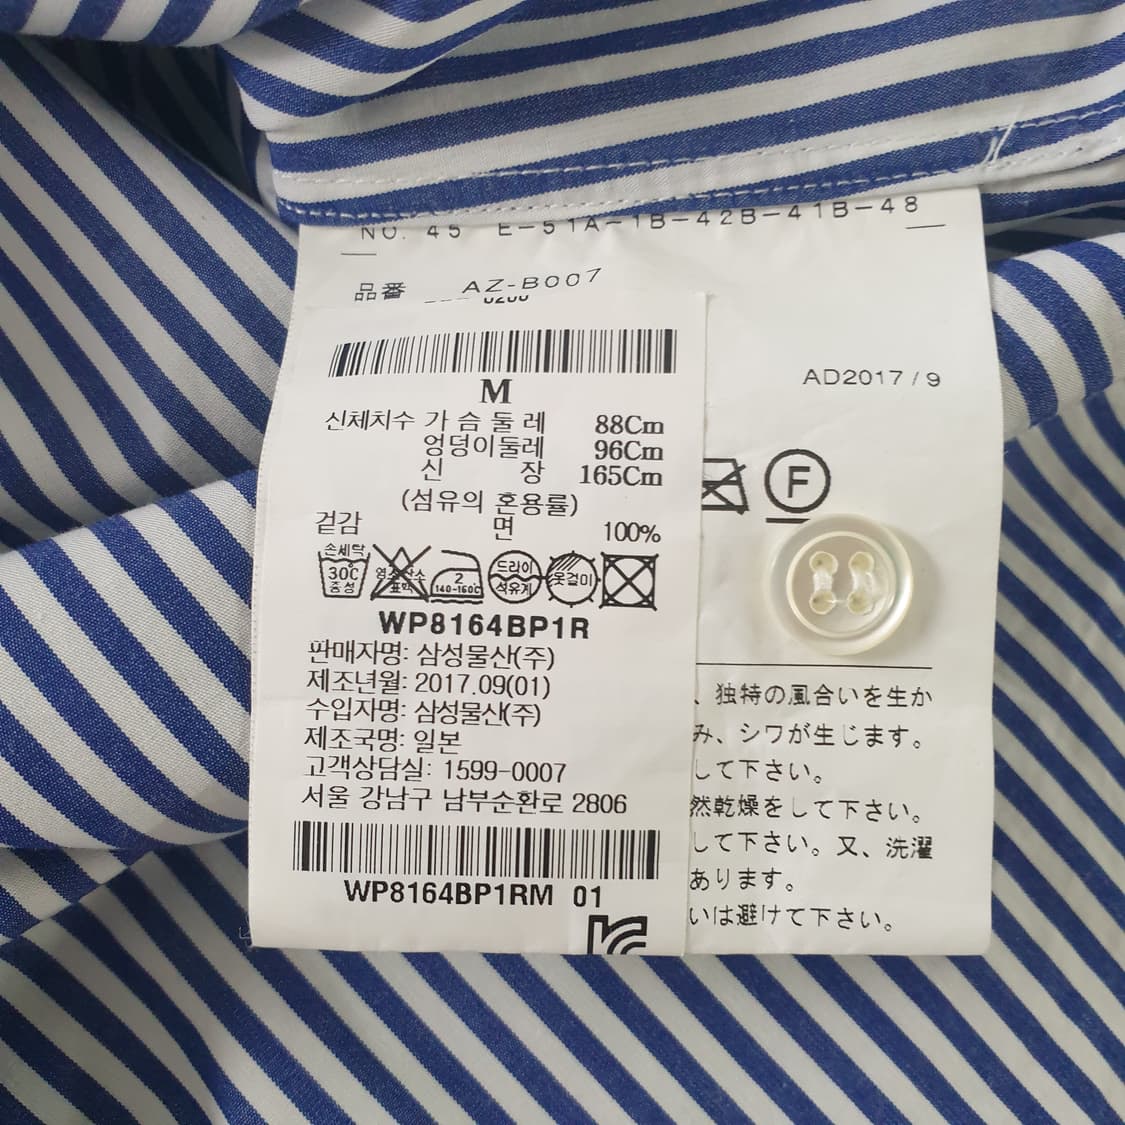 NO. 45 E-51A-1B-42B-41B-48
品番 AZ-B007
AD2017/9
F
M
신체치수 가슴둘레 88Cm
엉덩이둘레 96Cm
신장 165Cm
(섬유의 혼용률)
겉감 면 100%
손세탁
30℃
중성
염소산소
표백
2
140-160℃
드라이
석유계
옷걸이
WP8164BP1R
판매자명: 삼성물산(주)
제조년월: 2017.09(01)
수입자명: 삼성물산(주)
제조국명: 일본
고객상담실: 1599-0007
서울 강남구 남부순환로 2806
WP8164BP1RM 01
、独特の風合いを生か
み、シワが生じます。
して下さい。
然乾燥をして下さい。
して下さい。又、洗濯
あります。
いは避けて下さい。